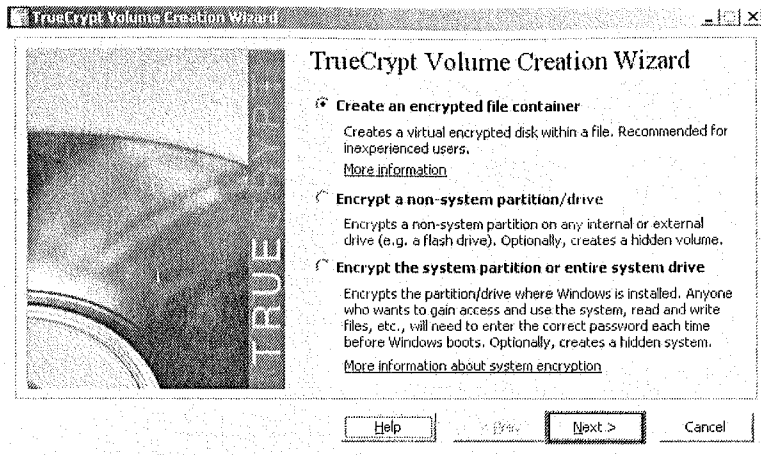 TrueCrypt Volume Creation Wizard
TrueCrypt Volume Creation Wizard
TRUECRYPT
Create an encrypted file container
Creates a virtual encrypted disk within a file. Recommended for
inexperienced users.
More information
Encrypt a non-system partition/drive
Encrypts a non-system partition on any internal or external
drive (e.g. a flash drive). Optionally, creates a hidden volume.
Encrypt the system partition or entire system drive
Encrypts the partition/drive where Windows is installed. Anyone
who wants to gain access and use the system, read and write
files, etc., will need to enter the correct password each time
before Windows boots. Optionally, creates a hidden system.
More information about system encryption
Help
< Prev
Next >
Cancel